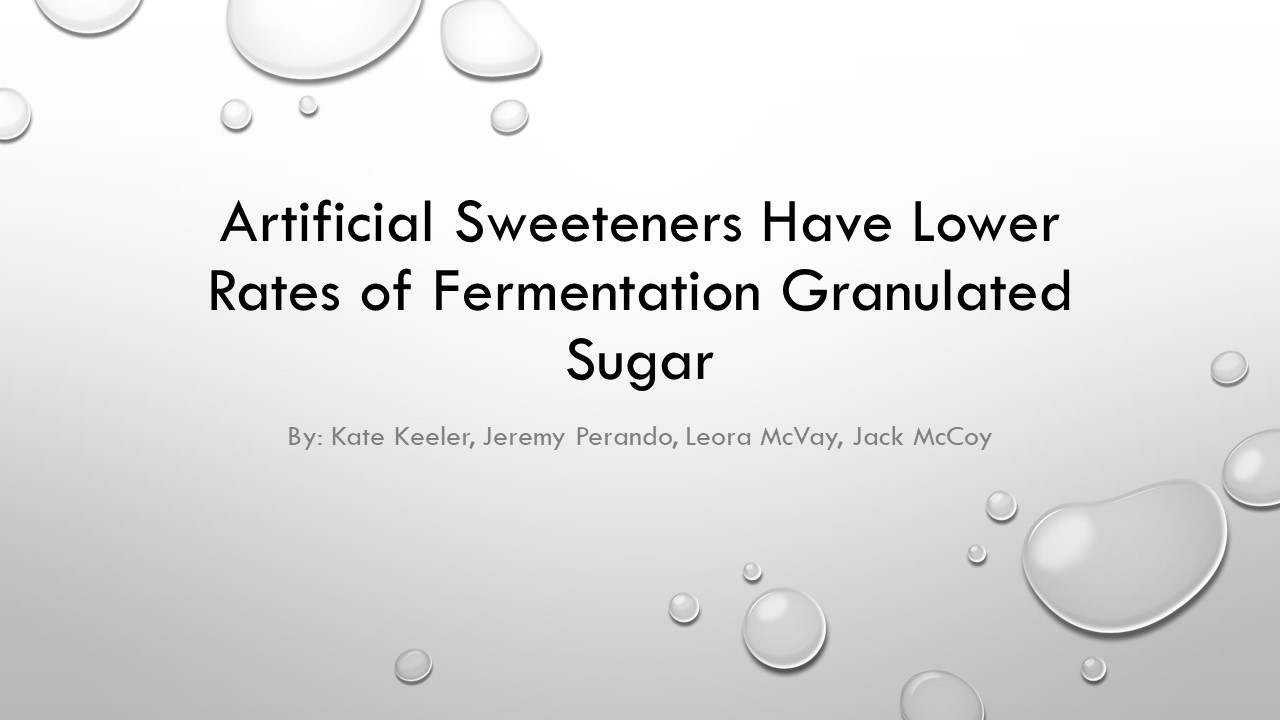 Artificial Sweeteners Have Lower
Rates of Fermentation Granulated
Sugar
By: Kate Keeler, Jeremy Perando, Leora McVay, Jack McCoy